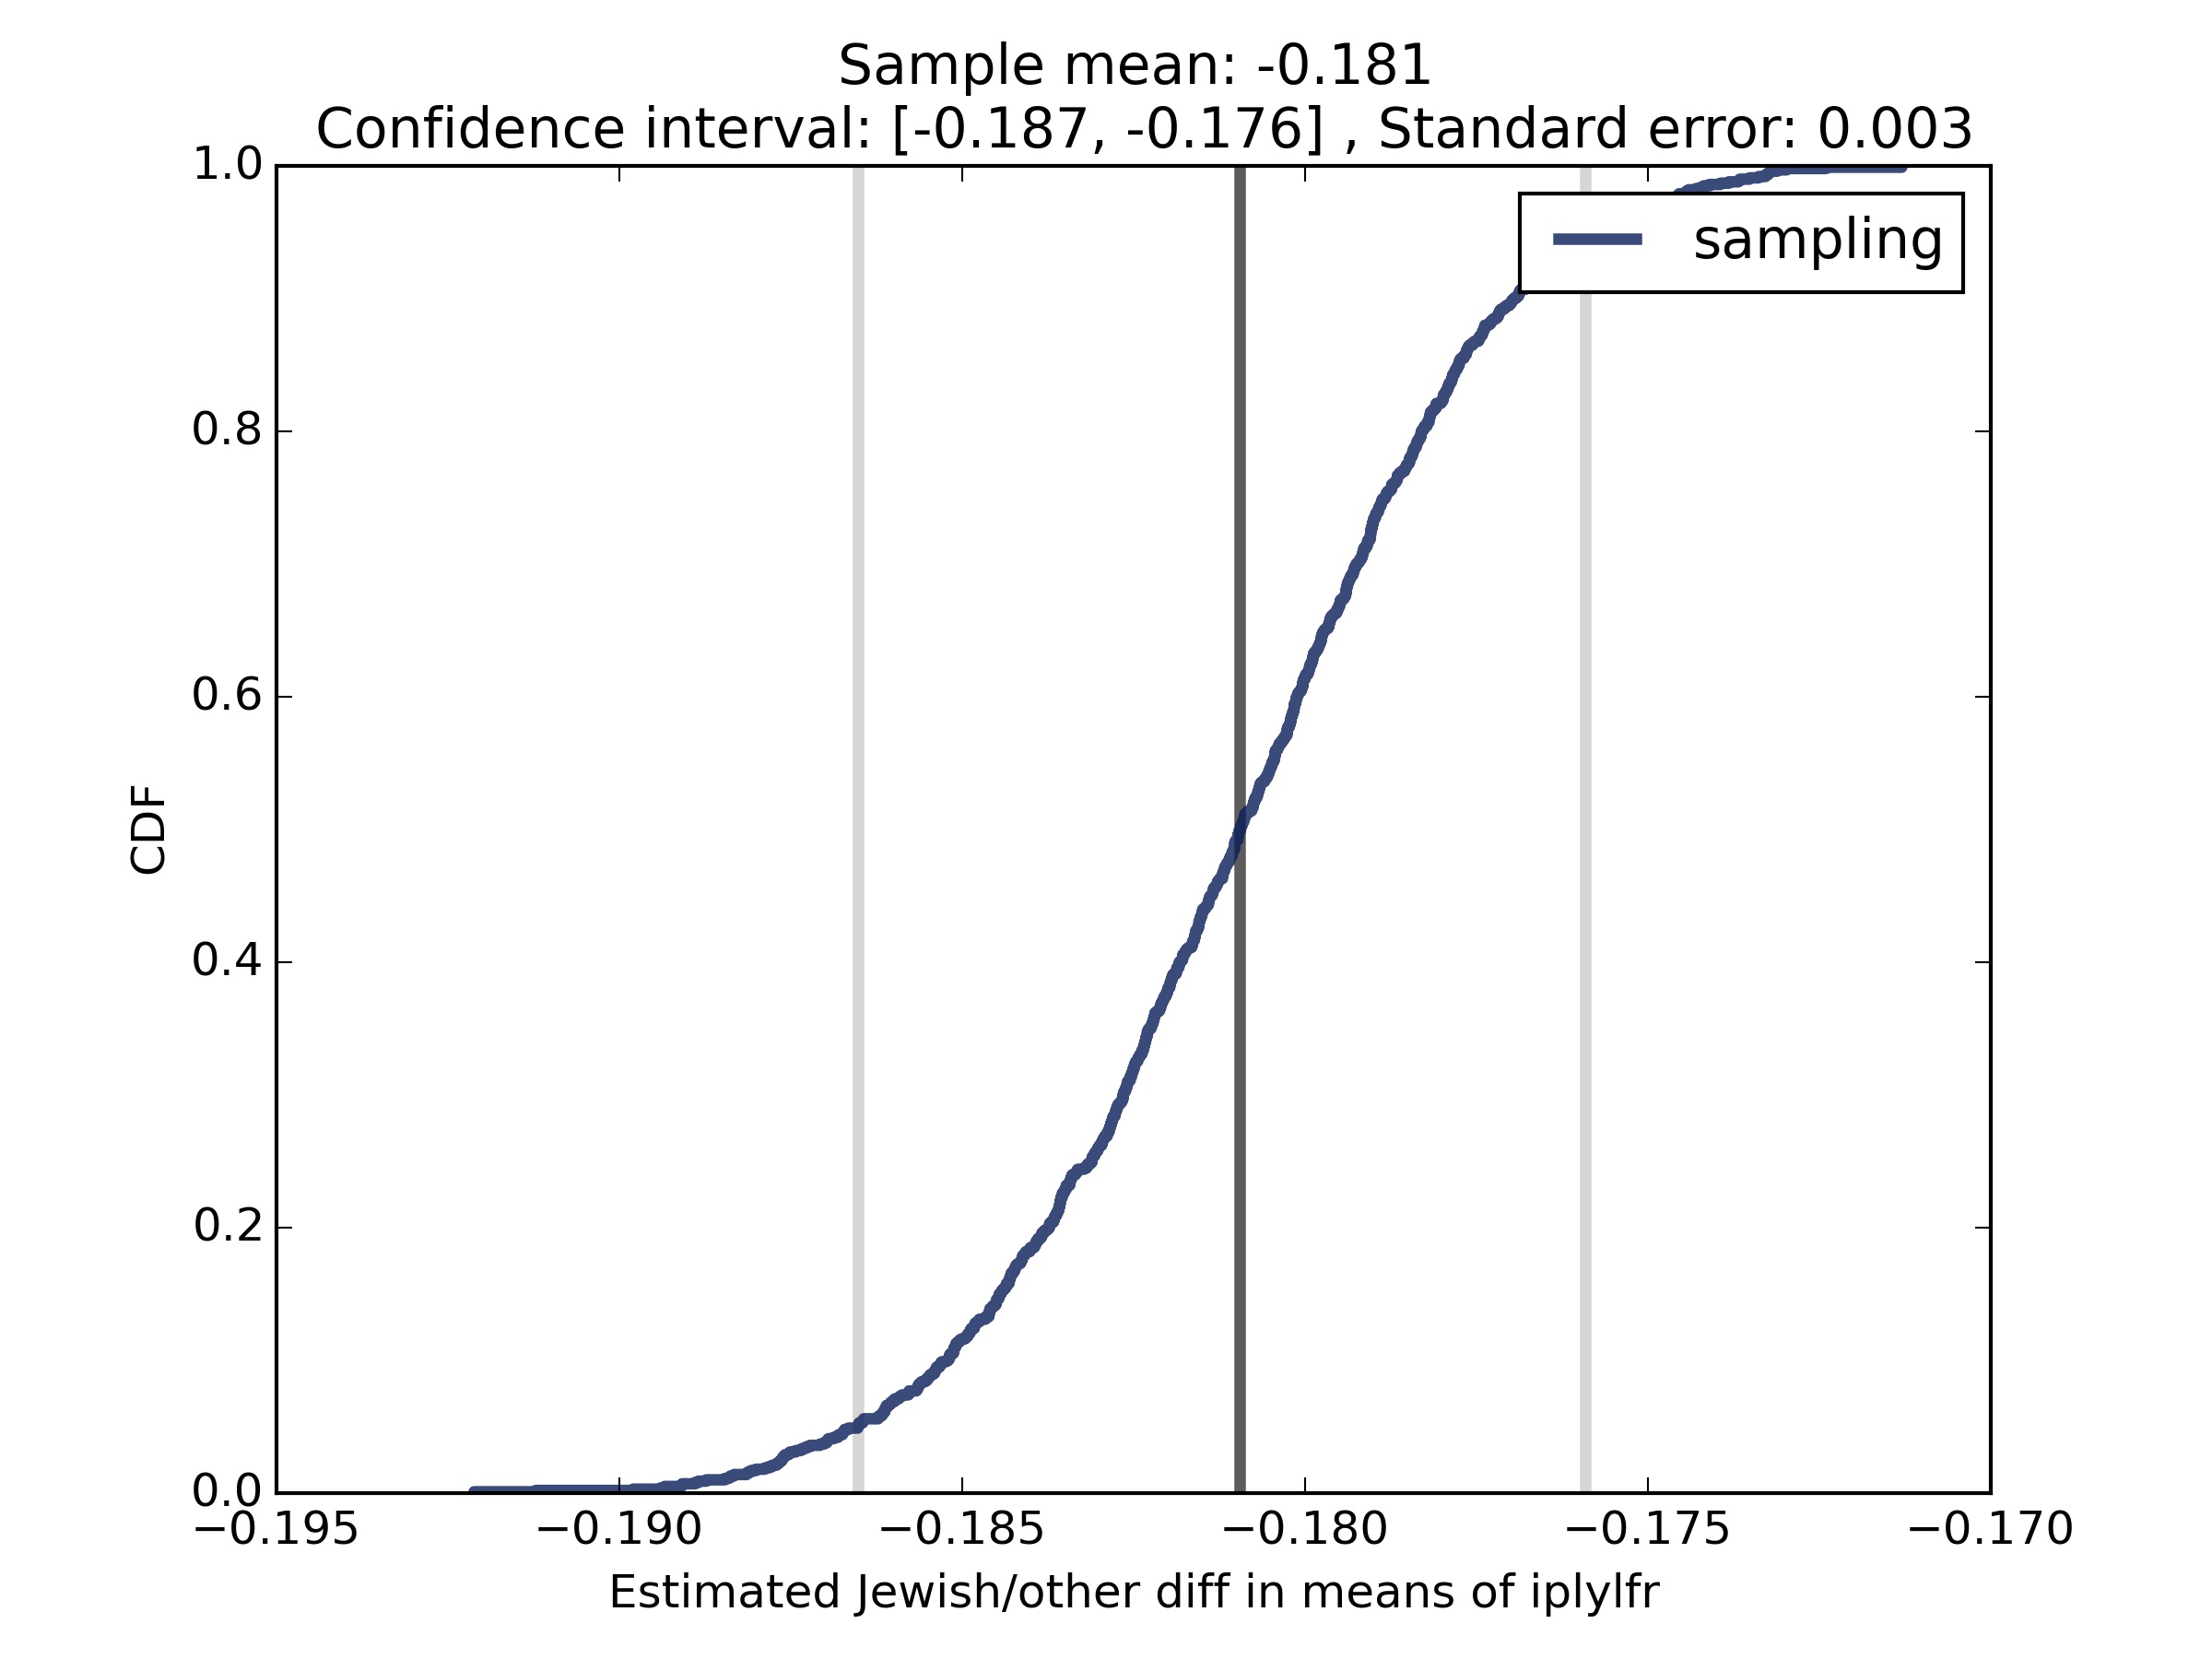 Sample mean: -0.181
Confidence interval: [-0.187, -0.176] , Standard error: 0.003
1.0
sampling
0.8
0.6
CDF
0.4
0.2
0.0
−0.195 −0.190 −0.185 −0.180 −0.175 −0.170
Estimated Jewish/other diff in means of iplylfr